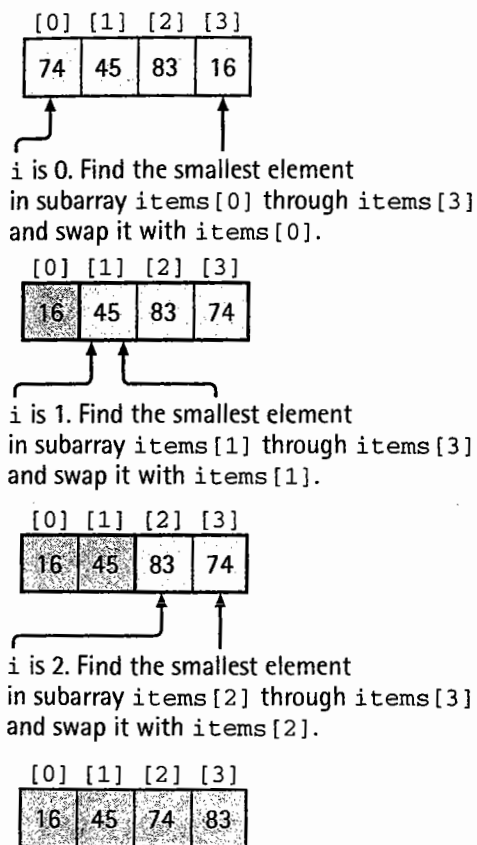 [0] [1] [2] [3]
74 45 83 16
i is 0. Find the smallest element
in subarray items[0] through items[3]
and swap it with items[0].
[0] [1] [2] [3]
16 45 83 74
i is 1. Find the smallest element
in subarray items[1] through items[3]
and swap it with items[1].
[0] [1] [2] [3]
16 45 83 74
i is 2. Find the smallest element
in subarray items[2] through items[3]
and swap it with items[2].
[0] [1] [2] [3]
16 45 74 83